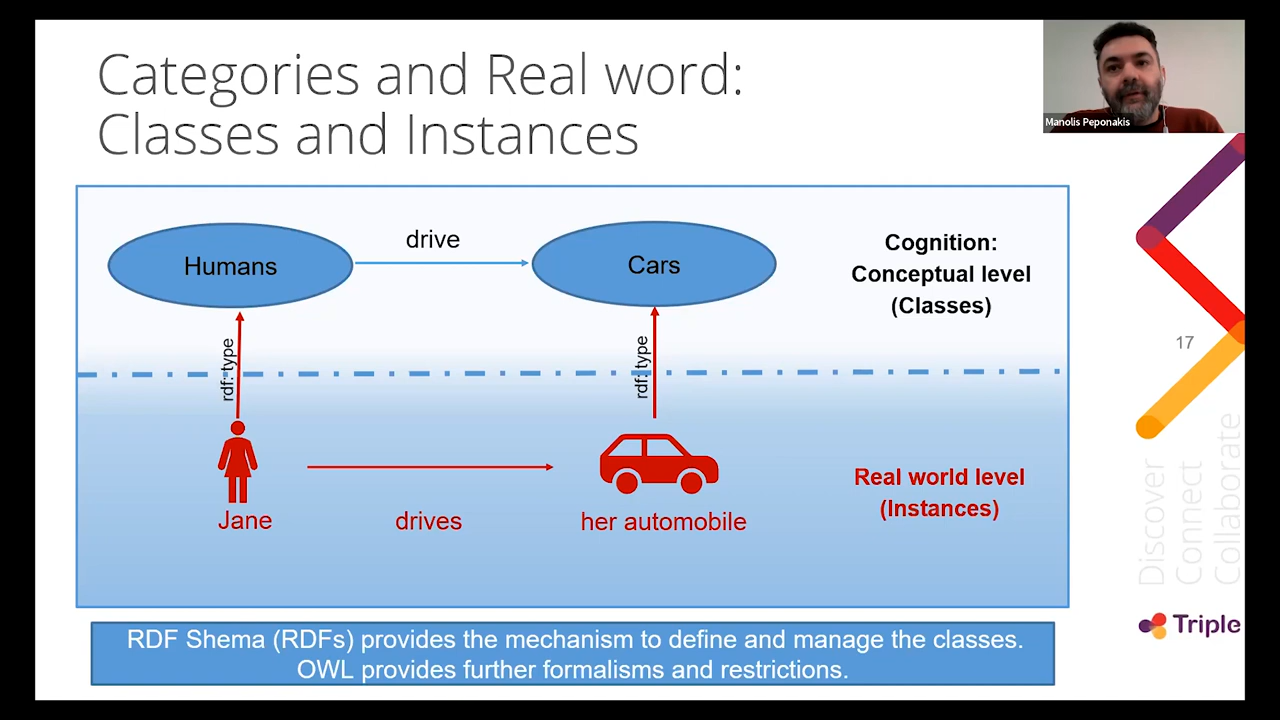 Categories and Real word:
Classes and Instances
Manolis Peponakis
Humans
drive
Cars
Cognition:
Conceptual level
(Classes)
rdf: type
rdf: type
17
Jane
drives
her automobile
Real world level
(Instances)
Discover
Connect
Collaborate
Triple
RDF Shema (RDFs) provides the mechanism to define and manage the classes.
OWL provides further formalisms and restrictions.